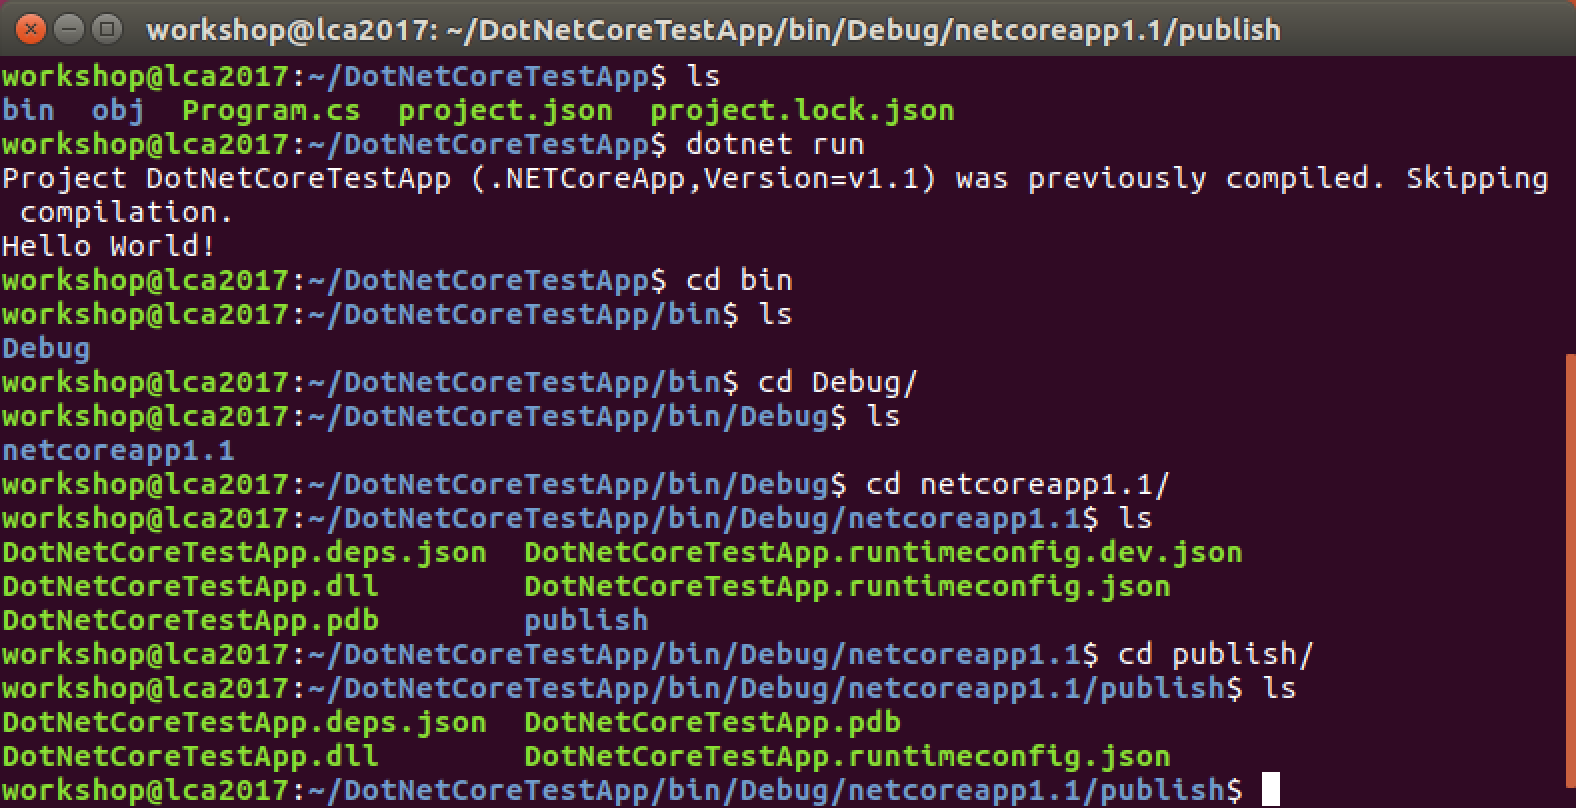 workshop@lca2017: ~/DotNetCoreTestApp/bin/Debug/netcoreapp1.1/publish
workshop@lca2017:~/DotNetCoreTestApp$ ls
bin  obj  Program.cs  project.json  project.lock.json
workshop@lca2017:~/DotNetCoreTestApp$ dotnet run
Project DotNetCoreTestApp (.NETCoreApp,Version=v1.1) was previously compiled. Skipping
 compilation.
Hello World!
workshop@lca2017:~/DotNetCoreTestApp$ cd bin
workshop@lca2017:~/DotNetCoreTestApp/bin$ ls
Debug
workshop@lca2017:~/DotNetCoreTestApp/bin$ cd Debug/
workshop@lca2017:~/DotNetCoreTestApp/bin/Debug$ ls
netcoreapp1.1
workshop@lca2017:~/DotNetCoreTestApp/bin/Debug$ cd netcoreapp1.1/
workshop@lca2017:~/DotNetCoreTestApp/bin/Debug/netcoreapp1.1$ ls
DotNetCoreTestApp.deps.json  DotNetCoreTestApp.runtimeconfig.dev.json
DotNetCoreTestApp.dll        DotNetCoreTestApp.runtimeconfig.json
DotNetCoreTestApp.pdb        publish
workshop@lca2017:~/DotNetCoreTestApp/bin/Debug/netcoreapp1.1$ cd publish/
workshop@lca2017:~/DotNetCoreTestApp/bin/Debug/netcoreapp1.1/publish$ ls
DotNetCoreTestApp.deps.json  DotNetCoreTestApp.pdb
DotNetCoreTestApp.dll        DotNetCoreTestApp.runtimeconfig.json
workshop@lca2017:~/DotNetCoreTestApp/bin/Debug/netcoreapp1.1/publish$